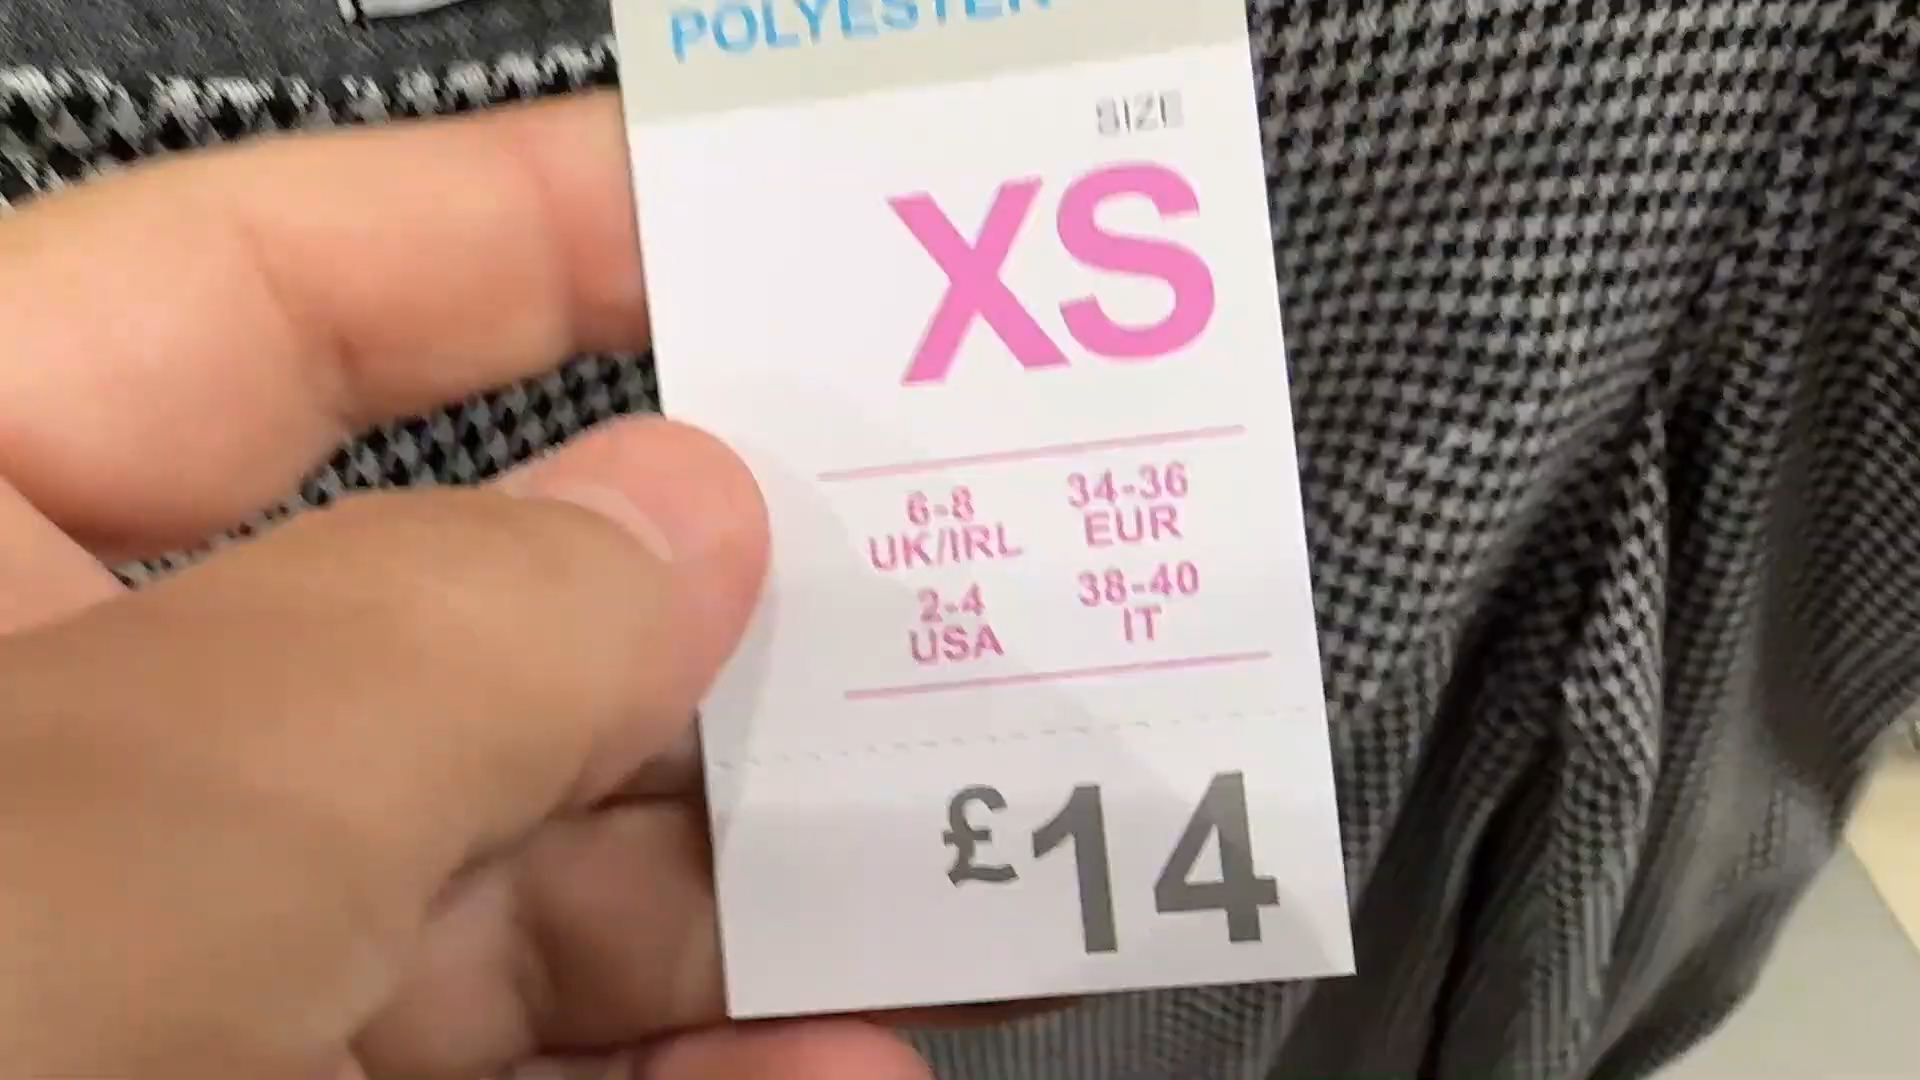 POLYESTER
SIZE
XS
6-8
UK/IRL
34-36
EUR
2-4
USA
38-40
IT
£14